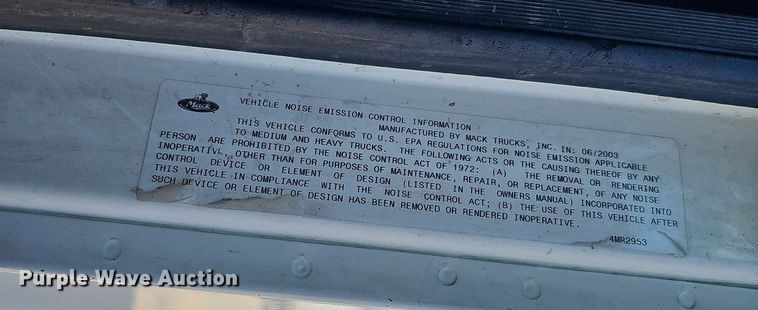 Mack
VEHICLE NOISE EMISSION CONTROL INFORMATION
MANUFACTURED BY MACK TRUCKS, INC. IN: 06/2003
THIS VEHICLE CONFORMS TO U.S. EPA REGULATIONS FOR NOISE EMISSION APPLICABLE
TO MEDIUM AND HEAVY TRUCKS. THE FOLLOWING ACTS OR THE CAUSING THEREOF BY ANY
PERSON ARE PROHIBITED BY THE NOISE CONTROL ACT OF 1972: (A) THE REMOVAL OR RENDERING
INOPERATIVE, OTHER THAN FOR PURPOSES OF MAINTENANCE, REPAIR, OR REPLACEMENT, OF ANY NOISE
CONTROL DEVICE OR ELEMENT OF DESIGN (LISTED IN THE OWNERS MANUAL) INCORPORATED INTO
THIS VEHICLE IN COMPLIANCE WITH THE NOISE CONTROL ACT; (B) THE USE OF THIS VEHICLE AFTER
SUCH DEVICE OR ELEMENT OF DESIGN HAS BEEN REMOVED OR RENDERED INOPERATIVE.
4MR2953
Purple Wave Auction